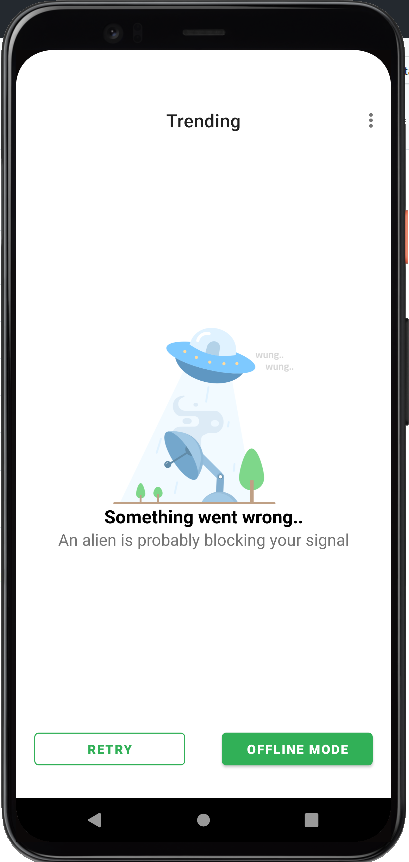 Trending
wung..
wung..
Something went wrong..
An alien is probably blocking your signal
RETRY
OFFLINE MODE